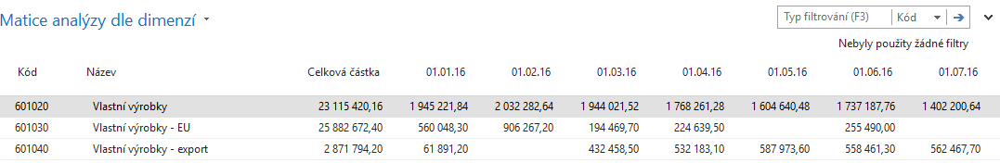 Matice analýzy dle dimenzí
Typ filtrování (F3) Kód
Nebyly použity žádné filtry
Kód Název Celková částka 01.01.16 01.02.16 01.03.16 01.04.16 01.05.16 01.06.16 01.07.16
601020 Vlastní výrobky 23 115 420,16 1 945 221,84 2 032 282,64 1 944 021,52 1 768 261,28 1 604 640,48 1 737 187,76 1 402 200,64
601030 Vlastní výrobky - EU 25 882 672,40 560 048,30 906 267,20 194 469,70 224 639,50 255 490,00
601040 Vlastní výrobky - export 2 871 794,20 61 891,20 432 458,50 532 183,10 587 973,60 558 461,30 562 467,70